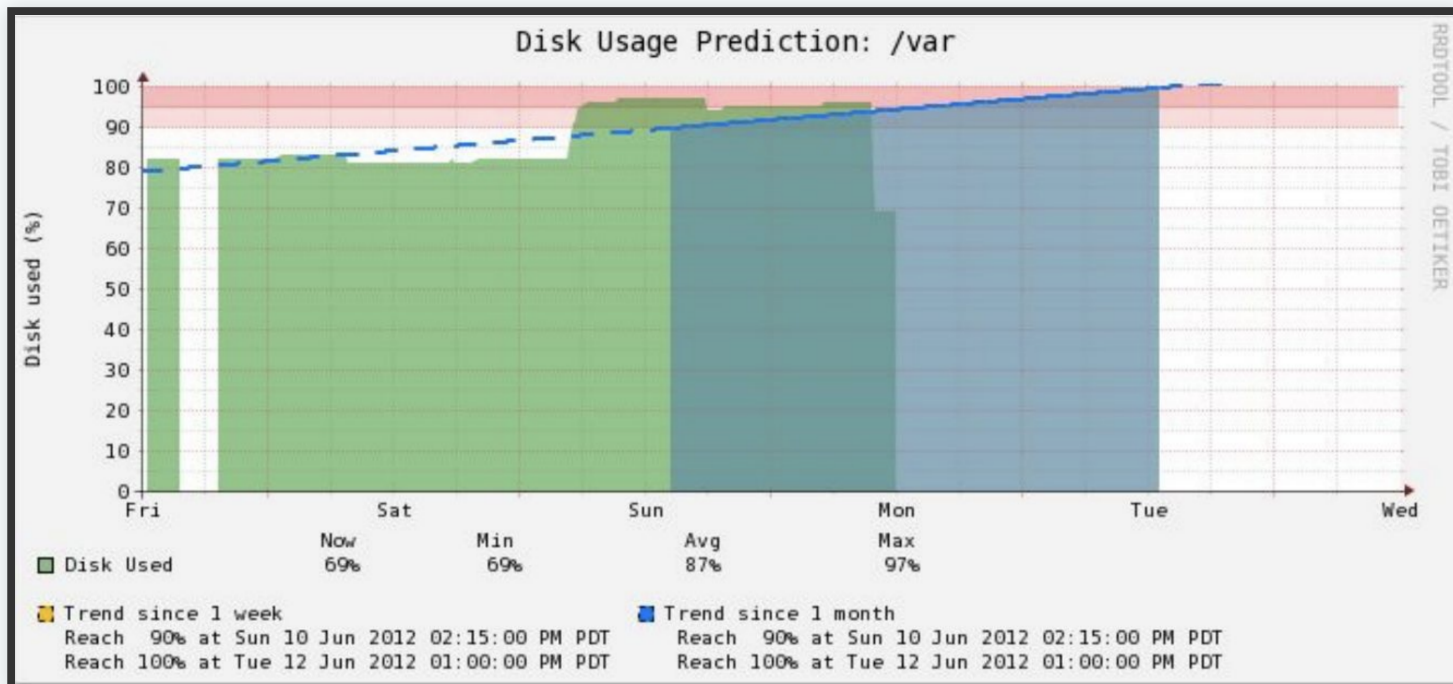 Disk Usage Prediction: /var
RRDTOOL / TOBI OETIKER
Disk used (%)
100
90
80
70
60
50
40
30
20
10
0
Fri Sat Sun Mon Tue Wed
Now Min Avg Max
Disk Used 69% 69% 87% 97%
Trend since 1 week Trend since 1 month
Reach 90% at Sun 10 Jun 2012 02:15:00 PM PDT Reach 90% at Sun 10 Jun 2012 02:15:00 PM PDT
Reach 100% at Tue 12 Jun 2012 01:00:00 PM PDT Reach 100% at Tue 12 Jun 2012 01:00:00 PM PDT